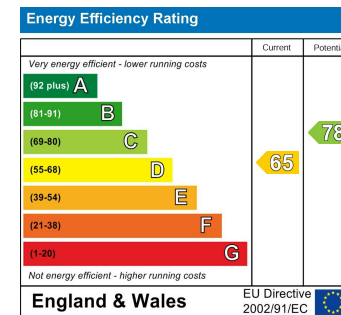 Energy Efficiency Rating
Current Potenti
Very energy efficient - lower running costs
(92 plus) A
(81-91) B
(69-80) C
78
(55-68) D
65
(39-54) E
(21-38) F
(1-20) G
Not energy efficient - higher running costs
England & Wales
EU Directive
2002/91/EC